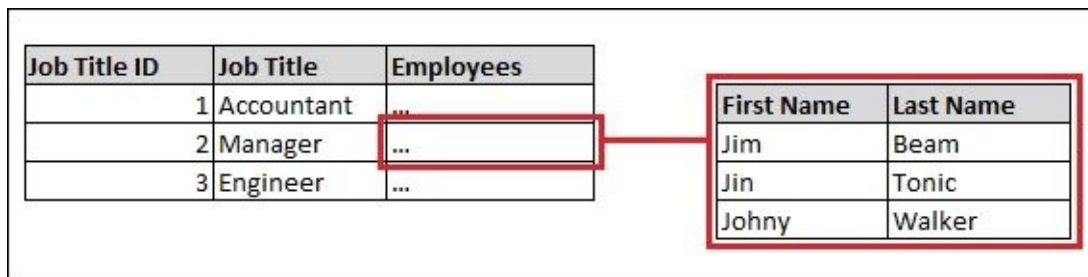 Job Title ID Job Title Employees
1 Accountant ...
2 Manager ...
3 Engineer ...
First Name Last Name
Jim Beam
Jin Tonic
Johny Walker